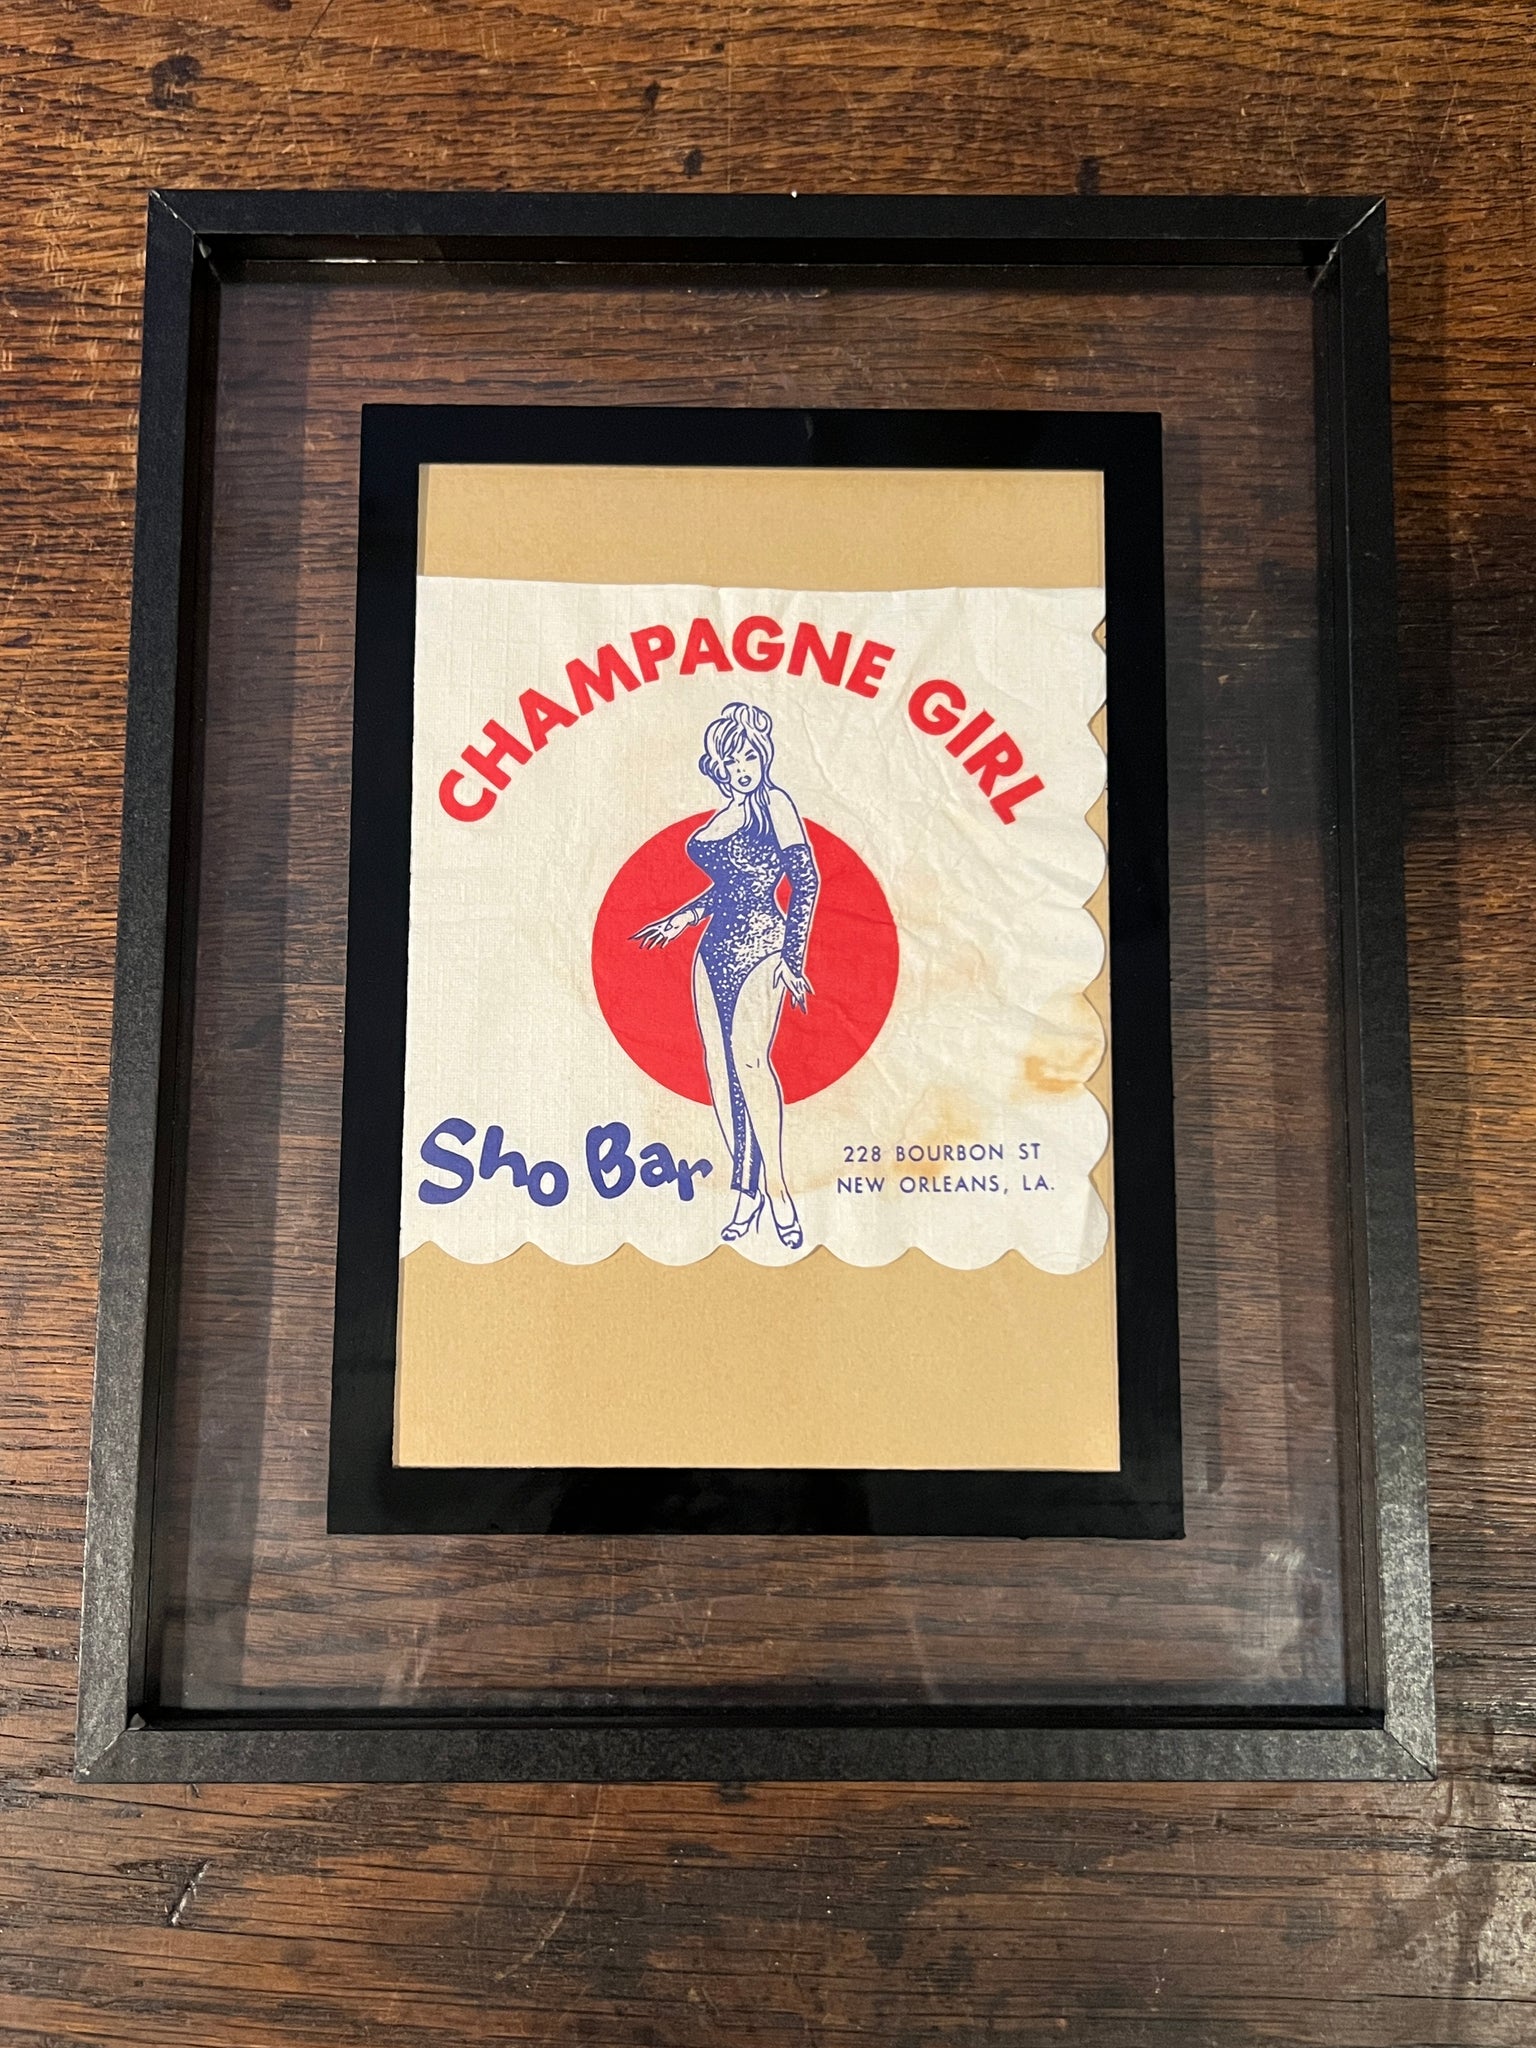 CHAMPAGNE GIRL
Sho Bar
228 BOURBON ST
NEW ORLEANS, LA.